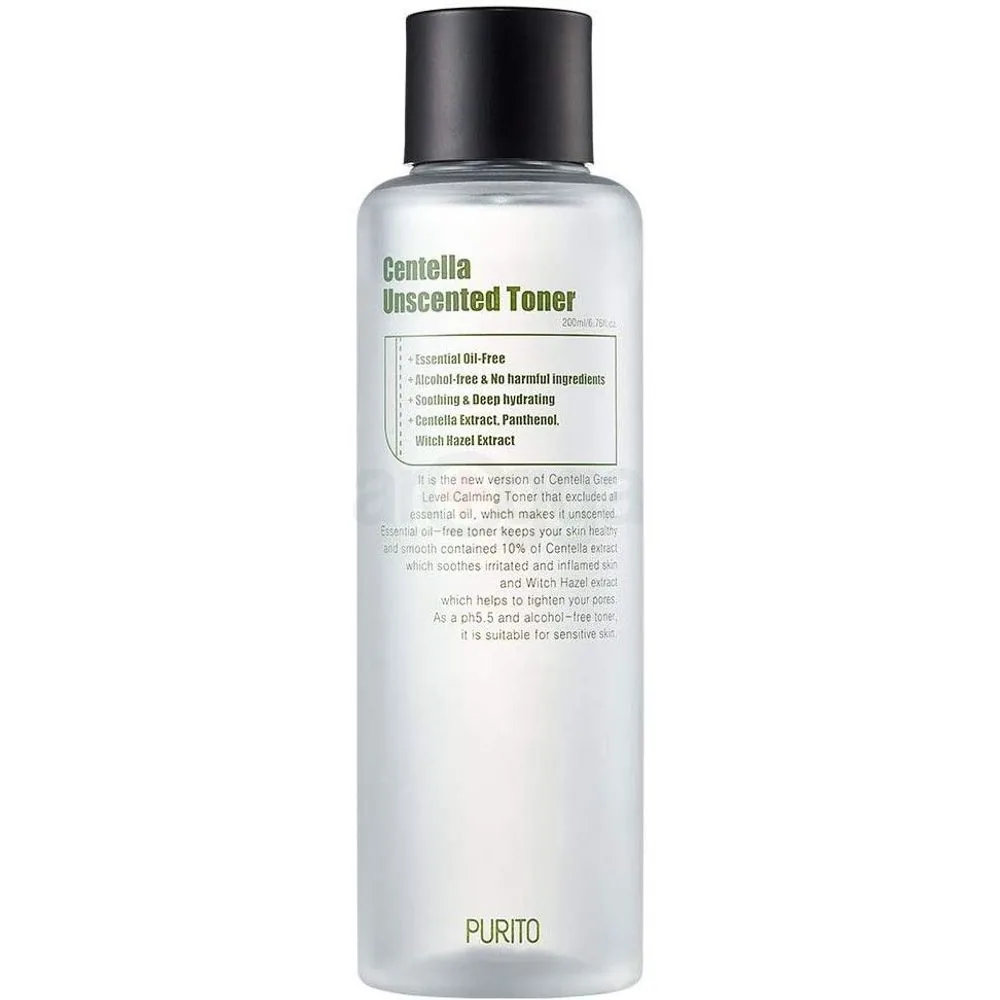 Centella
Unscented Toner
200ml/6.76fl.oz.
+ Essential Oil-Free
+ Alcohol-free & No harmful ingredients
+ Soothing & Deep hydrating
+ Centella Extract, Panthenol,
Witch Hazel Extract
It is the new version of Centella Green
Level Calming Toner that excluded all
essential oil, which makes it unscented.
Essential oil-free toner keeps your skin healthy
and smooth contained 10% of Centella extract
which soothes irritated and inflamed skin
and Witch Hazel extract
which helps to tighten your pores.
As a ph5.5 and alcohol-free toner,
it is suitable for sensitive skin.
PURITO